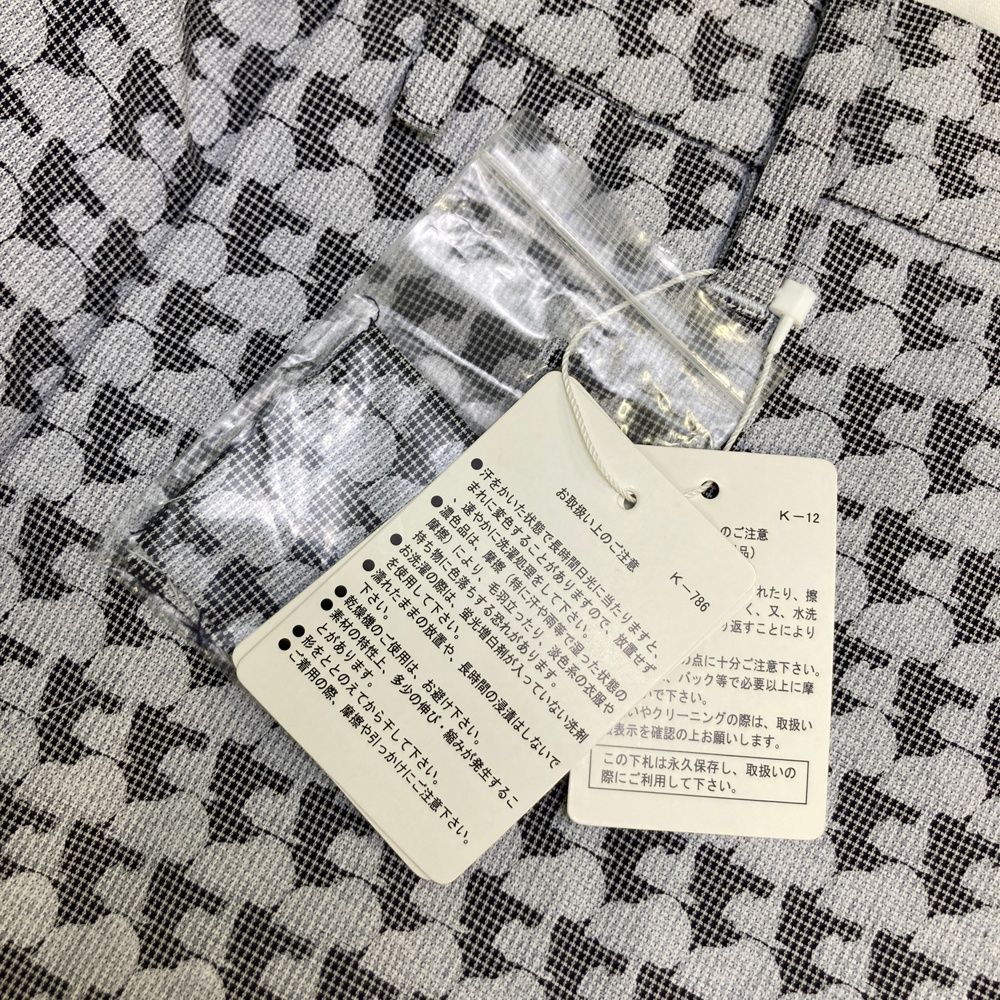 お取扱い上のご注意
K-786
●汗をかいた状態で長時間日光に当たりますと、
まれに変色することがありますので、放置せず
、速やかに洗濯処理をして下さい。
●濃色品は、摩擦（特に汗や雨等で湿った状態の
摩擦）により、毛羽立ったり、淡色系の衣服や
持ち物に色落ちする恐れがあります
●お洗濯の際は、蛍光増白剤が入っていない洗剤
を使用して下さい。
●濡れたままの放置や、長時間の浸漬はしないで
下さい。
●乾燥機のご使用は、お避け下さい。
●素材の特性上、多少の伸び・縮みが発生するこ
とがあります。
●形をととのえてから干して下さい。
●ご着用の際、摩擦や引っかけにご注意下さい。
K-12
のご注意
品）
れたり、擦
く、又、水洗
り返すことにより
の点に十分ご注意下さい。
、バック等で必要以上に摩
いで下さい。
いやクリーニングの際は、取扱い
表示を確認の上お願いします。
この下札は永久保存し、取扱いの
際にご利用して下さい。